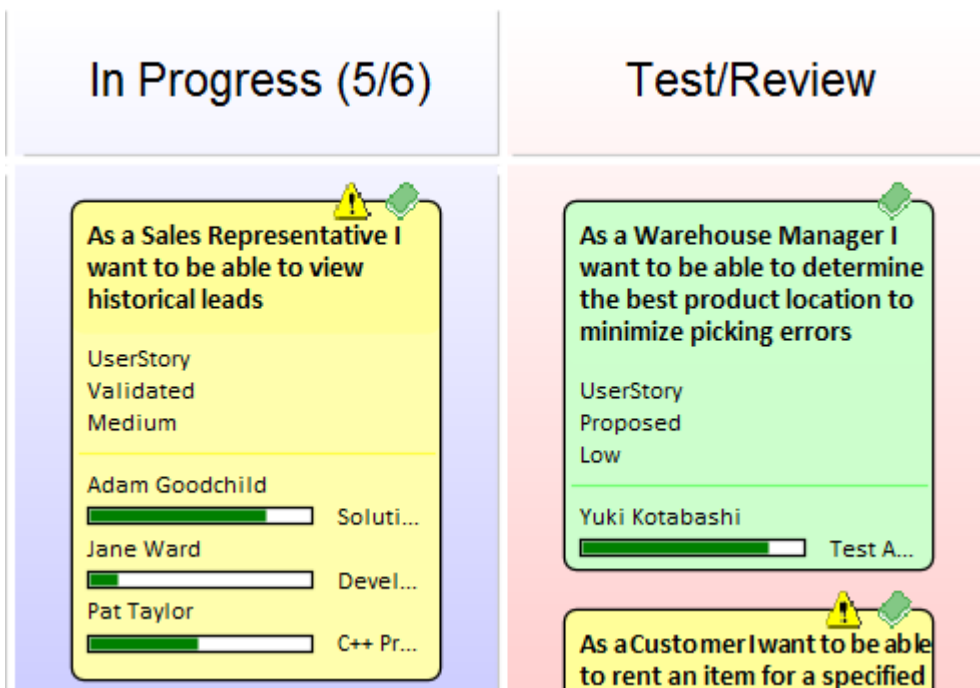 In Progress (5/6)
Test/Review
As a Sales Representative I
want to be able to view
historical leads
UserStory
Validated
Medium
Adam Goodchild
Soluti...
Jane Ward
Devel...
Pat Taylor
C++ Pr...
As a Warehouse Manager I
want to be able to determine
the best product location to
minimize picking errors
UserStory
Proposed
Low
Yuki Kotabashi
Test A...
As a Customer I want to be able
to rent an item for a specified